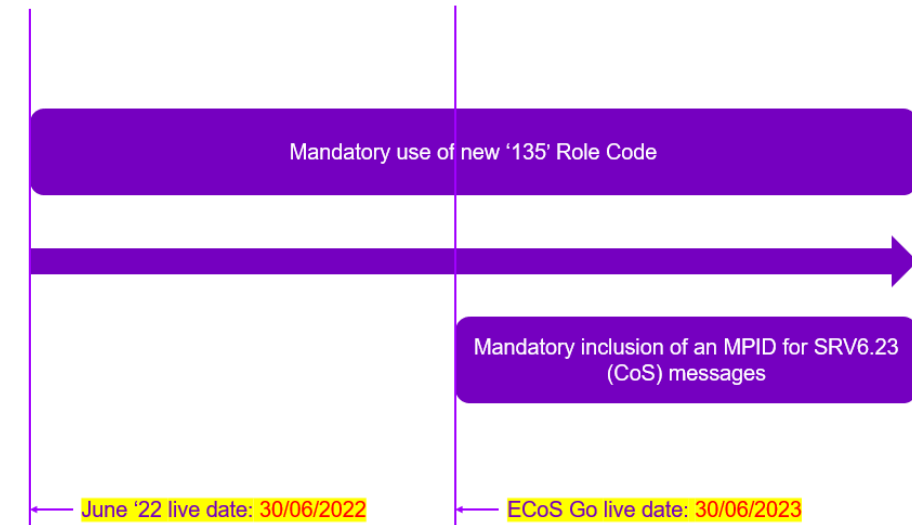 Mandatory use of new ‘135’ Role Code
Mandatory inclusion of an MPID for SRV6.23
(CoS) messages
June ‘22 live date: 30/06/2022
ECoS Go live date: 30/06/2023